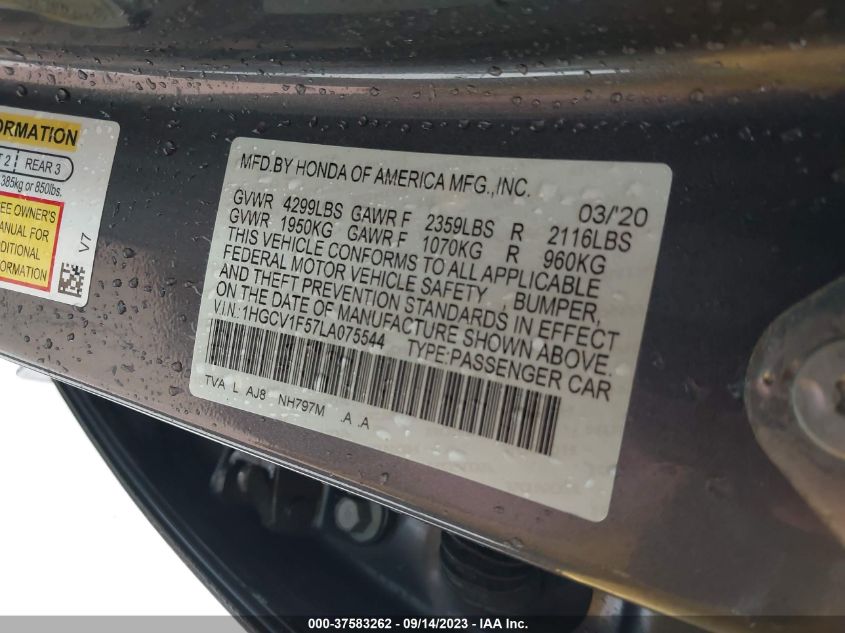 ORMATION
T 2 | REAR 3
385kg or 850lbs.
EE OWNER'S
MANUAL FOR
DDITIONAL
FORMATION
V7
MFD.BY HONDA OF AMERICA MFG.,INC.
03/'20
GVWR 4299LBS GAWR F 2359LBS R 2116LBS
GVWR 1950KG GAWR F 1070KG R 960KG
THIS VEHICLE CONFORMS TO ALL APPLICABLE
FEDERAL MOTOR VEHICLE SAFETY BUMPER,
AND THEFT PREVENTION STANDARDS IN EFFECT
ON THE DATE OF MANUFACTURE SHOWN ABOVE.
V.I.N.:1HGCV1F57LA075544 TYPE:PASSENGER CAR
TVA L AJ8 NH797M .A .A
000-37583262 - 09/14/2023 - IAA Inc.